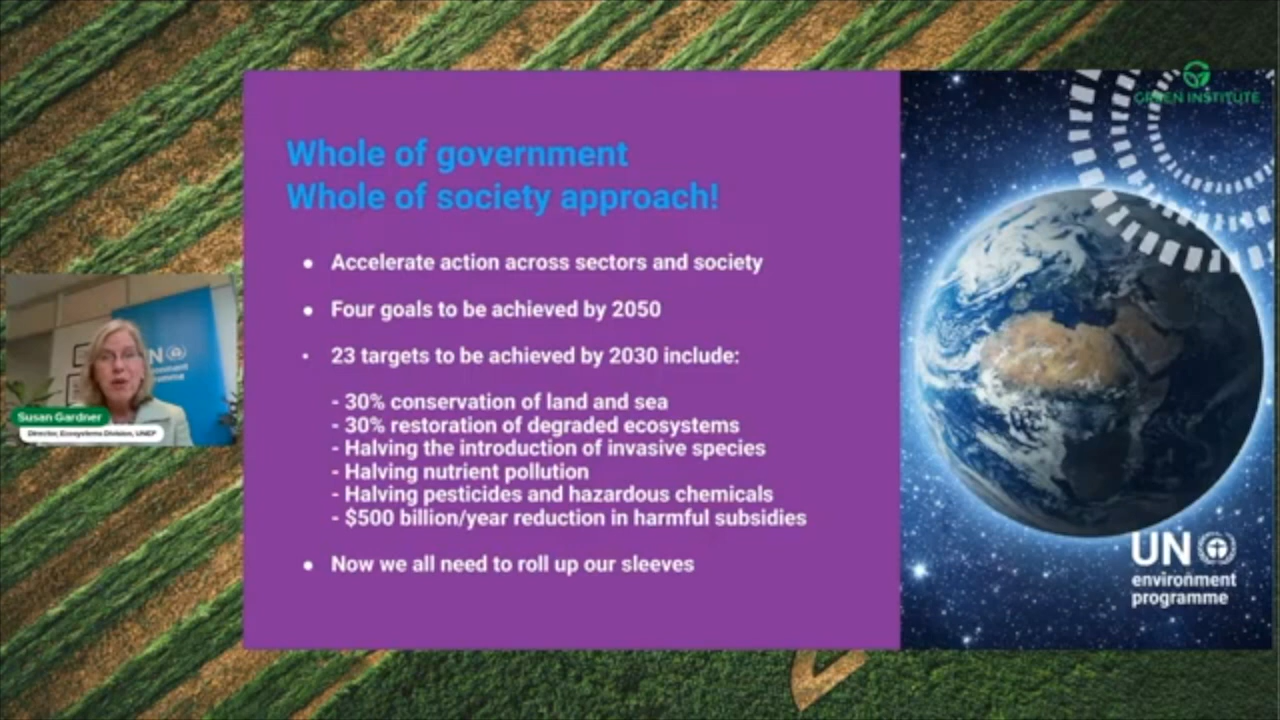 GREEN INSTITUTE
Whole of government
Whole of society approach!
● Accelerate action across sectors and society
● Four goals to be achieved by 2050
• 23 targets to be achieved by 2030 include:
- 30% conservation of land and sea
- 30% restoration of degraded ecosystems
- Halving the introduction of invasive species
- Halving nutrient pollution
- Halving pesticides and hazardous chemicals
- $500 billion/year reduction in harmful subsidies
● Now we all need to roll up our sleeves
Susan Gardner
Director, Ecosystems Division, UNEP
UN
environment
programme